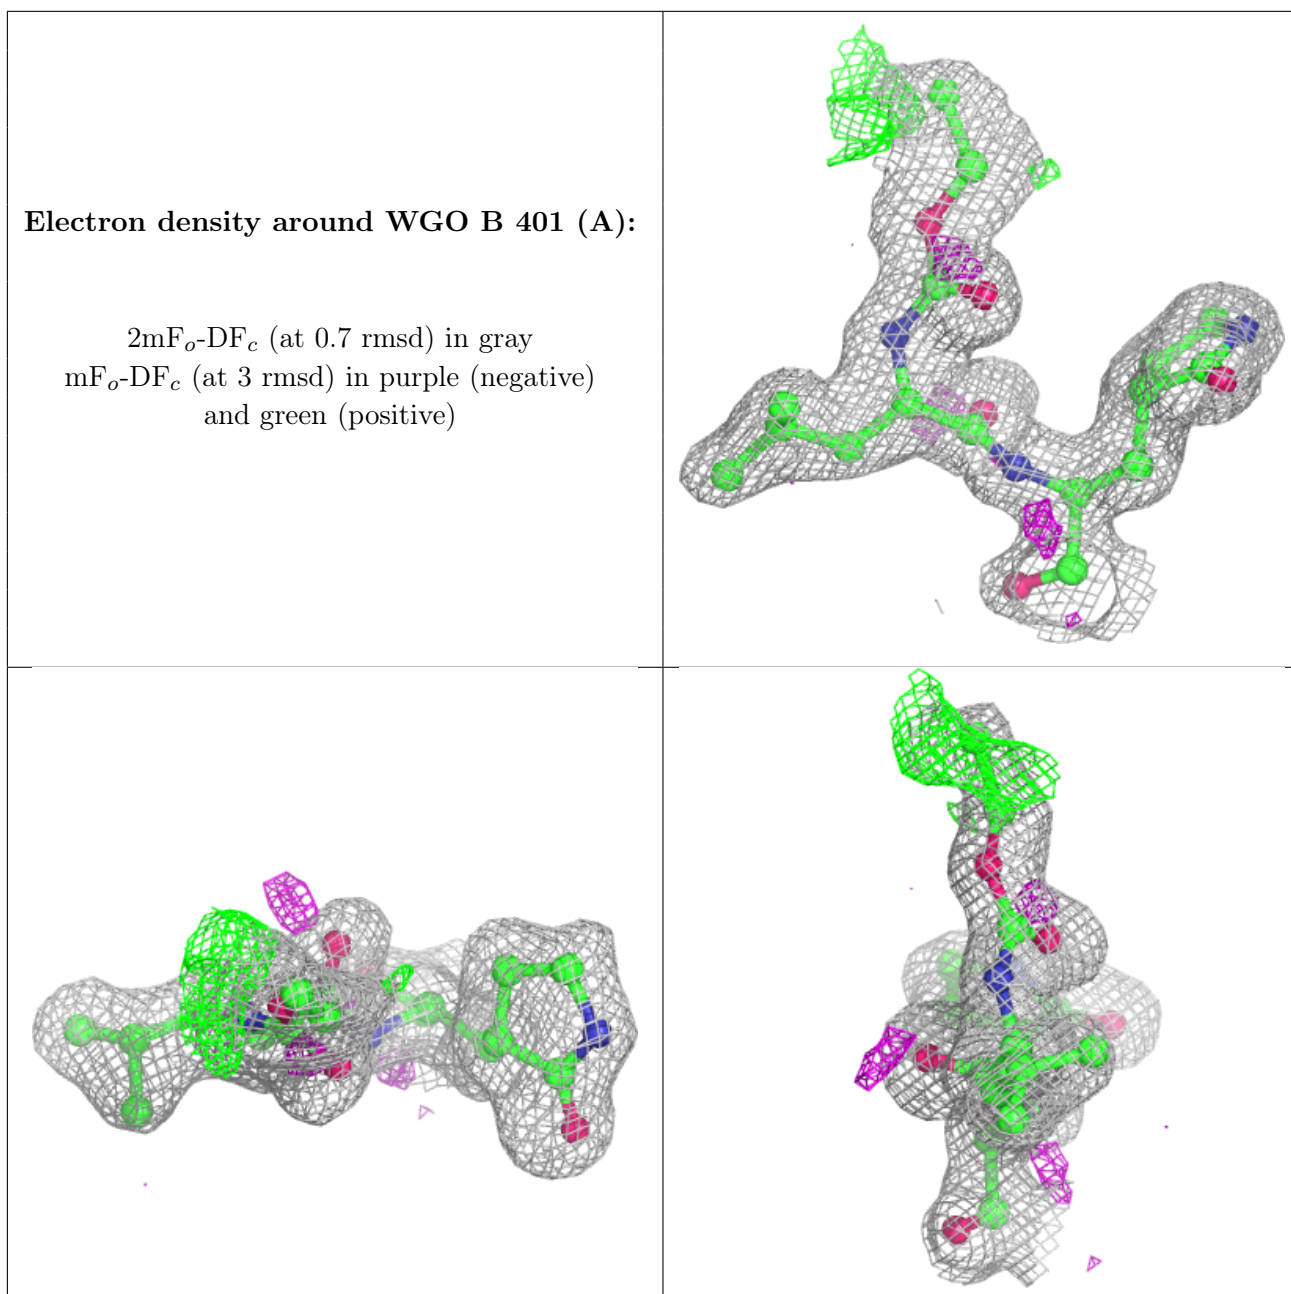 Electron density around WGO B 401 (A):
2mFo-DFc (at 0.7 rmsd) in gray
mFo-DFc (at 3 rmsd) in purple (negative)
and green (positive)